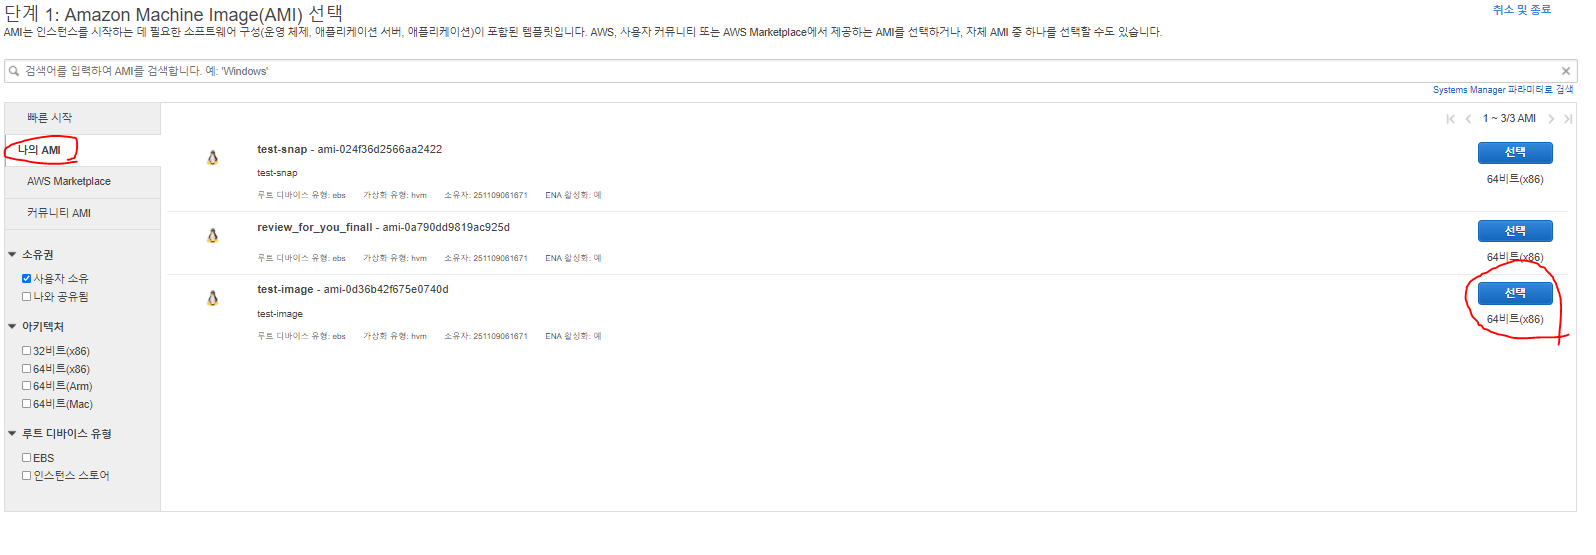 단계 1: Amazon Machine Image(AMI) 선택
취소 및 종료
AMI는 인스턴스를 시작하는 데 필요한 소프트웨어 구성(운영 체제, 애플리케이션 서버, 애플리케이션)이 포함된 템플릿입니다. AWS, 사용자 커뮤니티 또는 AWS Marketplace에서 제공하는 AMI를 선택하거나, 자체 AMI 중 하나를 선택할 수도 있습니다.
검색어를 입력하여 AMI를 검색합니다. 예: 'Windows'
Systems Manager 파라미터로 검색
빠른 시작
나의 AMI
AWS Marketplace
커뮤니티 AMI
소유권
사용자 소유
나와 공유됨
아키텍처
32비트(x86)
64비트(x86)
64비트(Arm)
64비트(Mac)
루트 디바이스 유형
EBS
인스턴스 스토어
1 ~ 3/3 AMI
test-snap - ami-024f36d2566aa2422
선택
test-snap
64비트(x86)
루트 디바이스 유형: ebs 가상화 유형: hvm 소유자: 251109061671 ENA 활성화: 예
review_for_you_finall - ami-0a790dd9819ac925d
선택
루트 디바이스 유형: ebs 가상화 유형: hvm 소유자: 251109061671 ENA 활성화: 예
64비트(x86)
test-image - ami-0d36b42f675e0740d
선택
test-image
64비트(x86)
루트 디바이스 유형: ebs 가상화 유형: hvm 소유자: 251109061671 ENA 활성화: 예